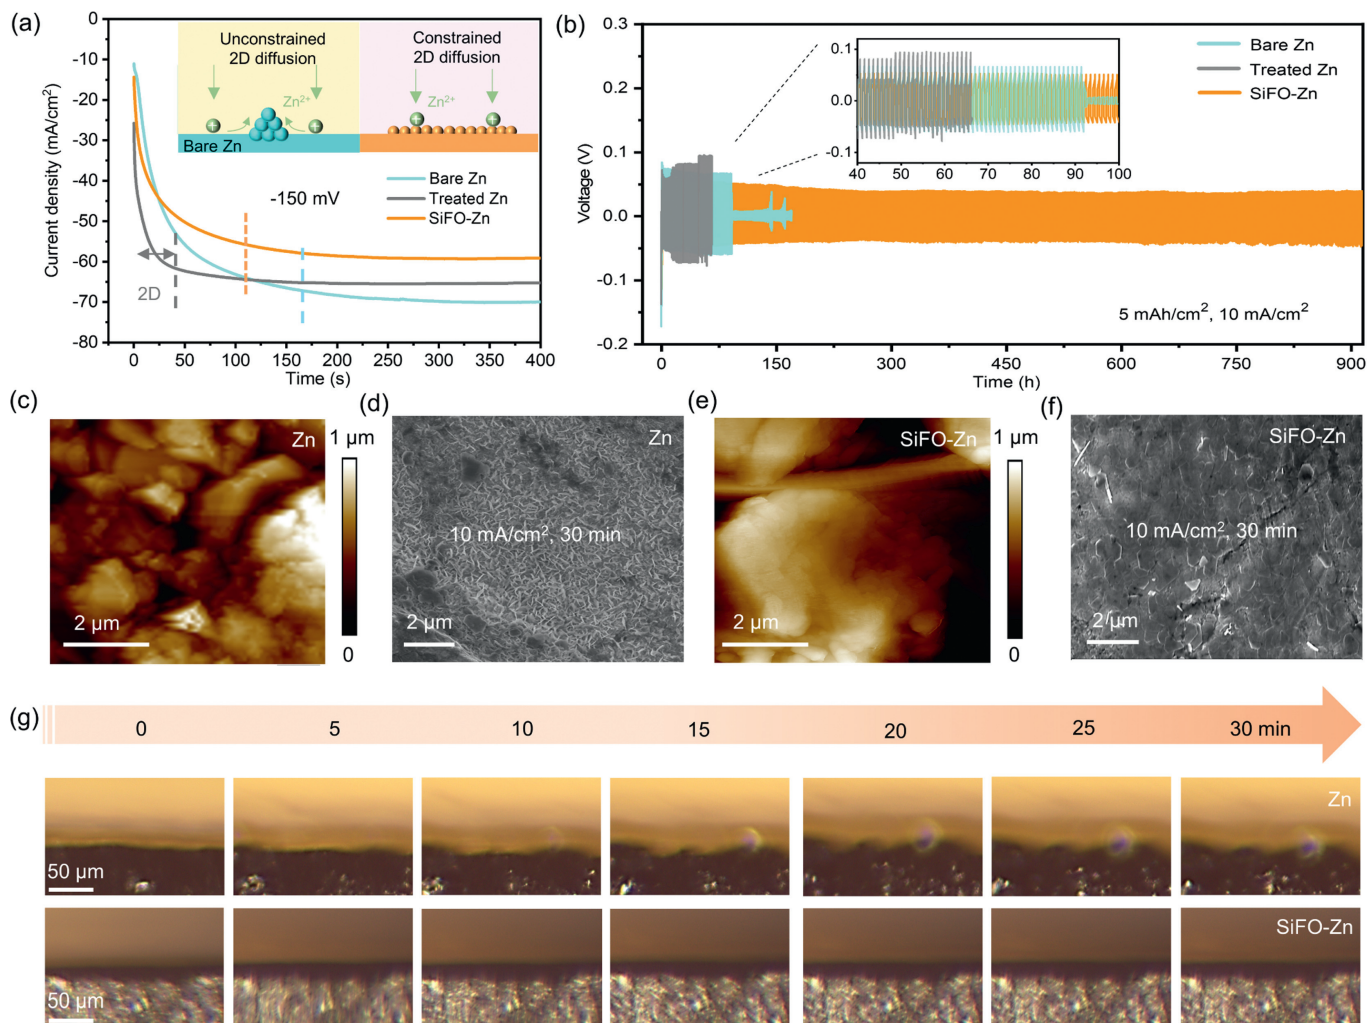 (a)
0
-10
-20
-30
-40
-50
-60
-70
-80
Current density (mA/cm²)
Unconstrained
2D diffusion
Zn²⁺
Bare Zn
Constrained
2D diffusion
Zn²⁺
Bare Zn
Treated Zn
SiFO-Zn
-150 mV
2D
0 50 100 150 200 250 300 350 400
Time (s)
(b)
0.3
0.2
0.1
0.0
-0.1
-0.2
Voltage (V)
0.1
0.0
-0.1
40 50 60 70 80 90 100
Bare Zn
Treated Zn
SiFO-Zn
5 mAh/cm², 10 mA/cm²
0 150 300 450 600 750 900
Time (h)
(c)
Zn
2 μm
1 μm
0
(d)
Zn
10 mA/cm², 30 min
2 μm
(e)
SiFO-Zn
2 μm
1 μm
0
(f)
SiFO-Zn
10 mA/cm², 30 min
2 μm
(g)
0 5 10 15 20 25 30 min
Zn
50 μm
SiFO-Zn
50 μm